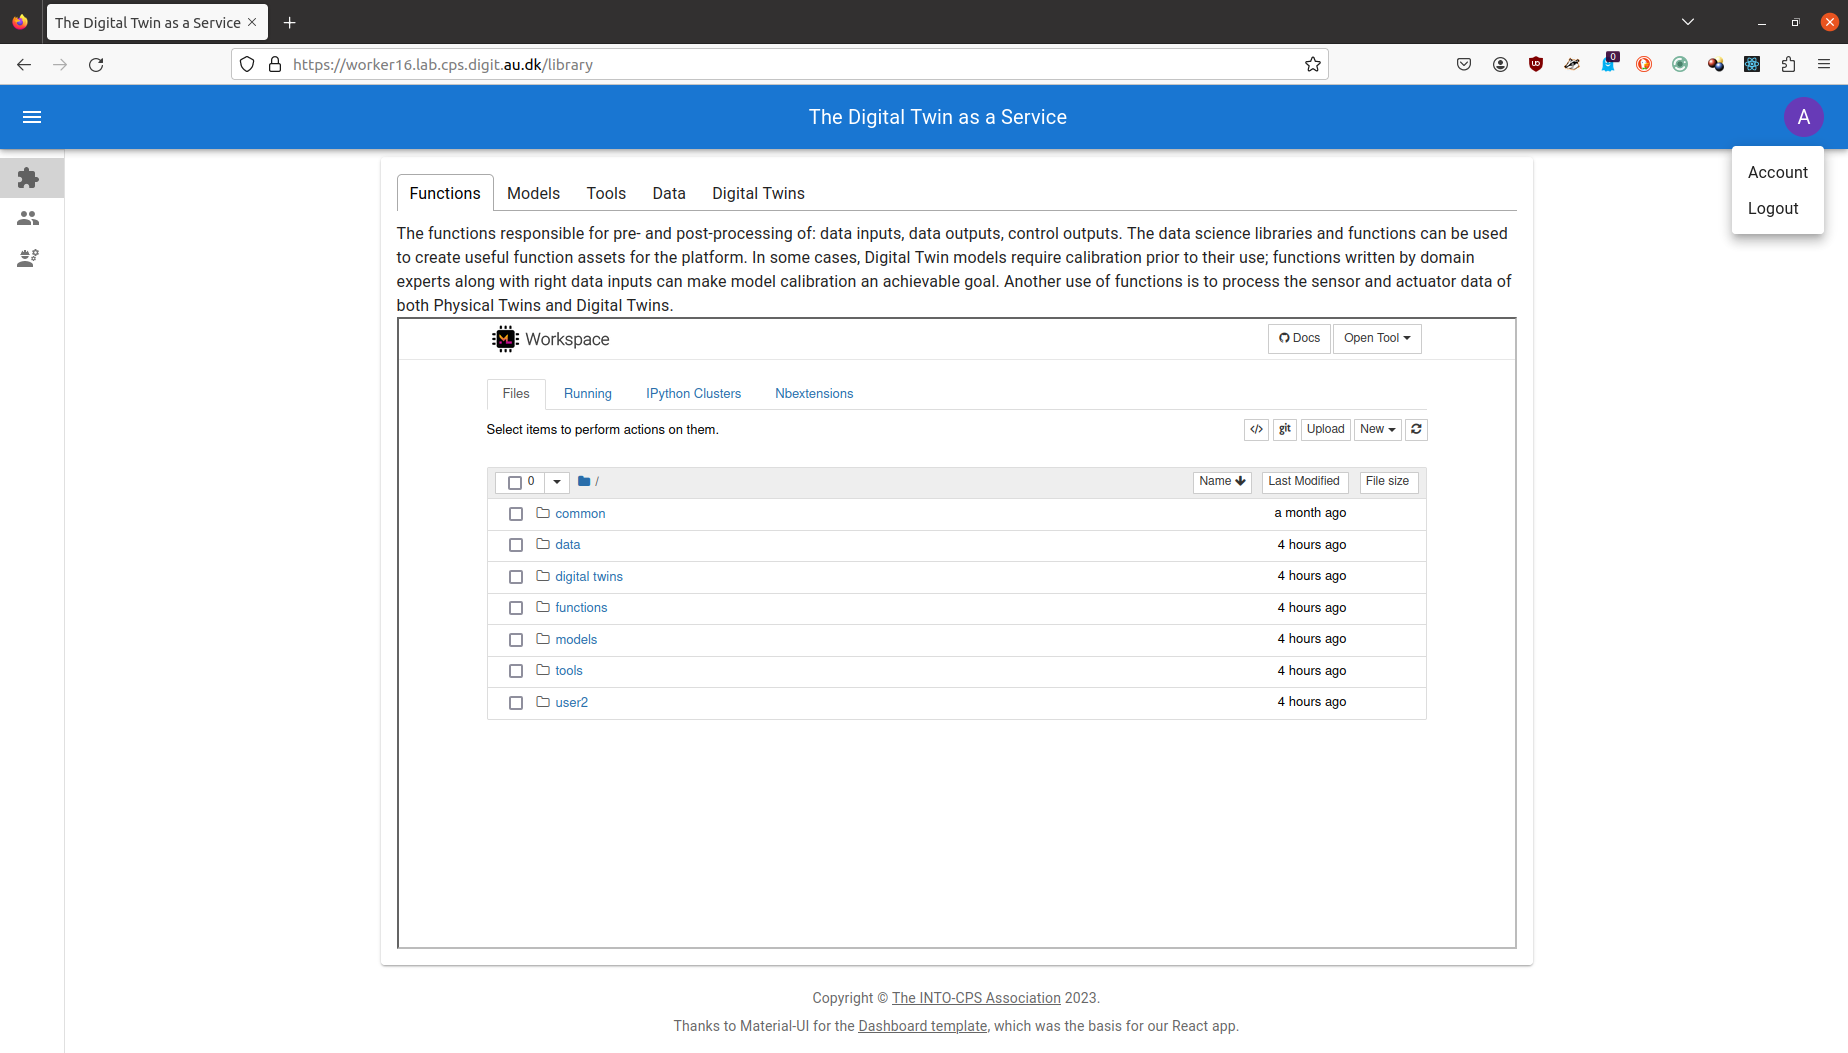 The Digital Twin as a Service
https://worker16.lab.cps.digit.au.dk/library
0
The Digital Twin as a Service
A
Account
Logout
Functions Models Tools Data Digital Twins
The functions responsible for pre- and post-processing of: data inputs, data outputs, control outputs. The data science libraries and functions can be used
to create useful function assets for the platform. In some cases, Digital Twin models require calibration prior to their use; functions written by domain
experts along with right data inputs can make model calibration an achievable goal. Another use of functions is to process the sensor and actuator data of
both Physical Twins and Digital Twins.
ML Workspace Docs Open Tool
Files Running IPython Clusters Nbextensions
Select items to perform actions on them. </> git Upload New
0 / Name Last Modified File size
common a month ago
data 4 hours ago
digital twins 4 hours ago
functions 4 hours ago
models 4 hours ago
tools 4 hours ago
user2 4 hours ago
Copyright © The INTO-CPS Association 2023.
Thanks to Material-UI for the Dashboard template, which was the basis for our React app.